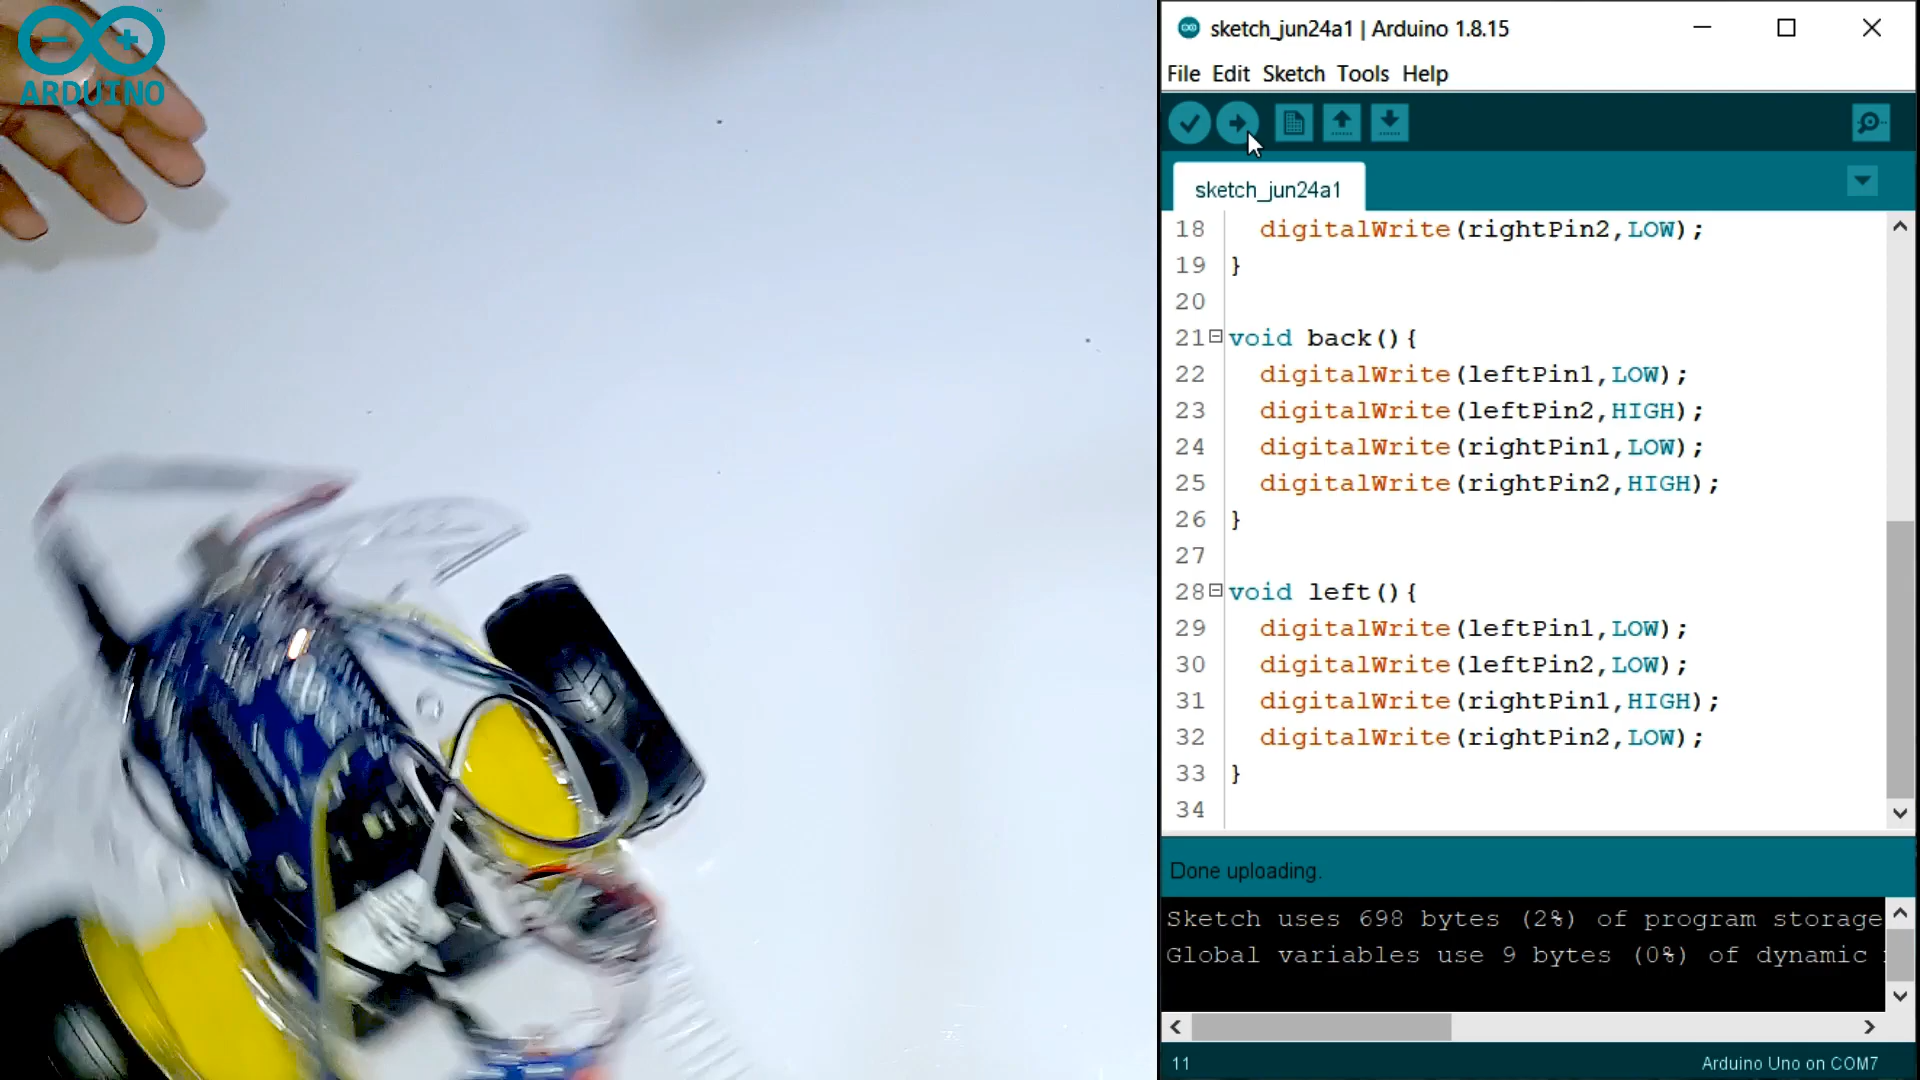 ARDUINO
sketch_jun24a1 | Arduino 1.8.15
File Edit Sketch Tools Help
sketch_jun24a1
18 digitalWrite(rightPin2,LOW);
19 }
20
21 void back(){
22 digitalWrite(leftPin1,LOW);
23 digitalWrite(leftPin2,HIGH);
24 digitalWrite(rightPin1,LOW);
25 digitalWrite(rightPin2,HIGH);
26 }
27
28 void left(){
29 digitalWrite(leftPin1,LOW);
30 digitalWrite(leftPin2,LOW);
31 digitalWrite(rightPin1,HIGH);
32 digitalWrite(rightPin2,LOW);
33 }
34
Done uploading.
Sketch uses 698 bytes (2%) of program storage
Global variables use 9 bytes (0%) of dynamic
11 Arduino Uno on COM7